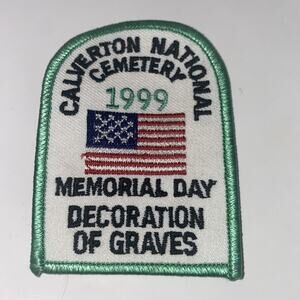 CALVERTON NATIONAL
CEMETERY
1999
MEMORIAL DAY
DECORATION
OF GRAVES